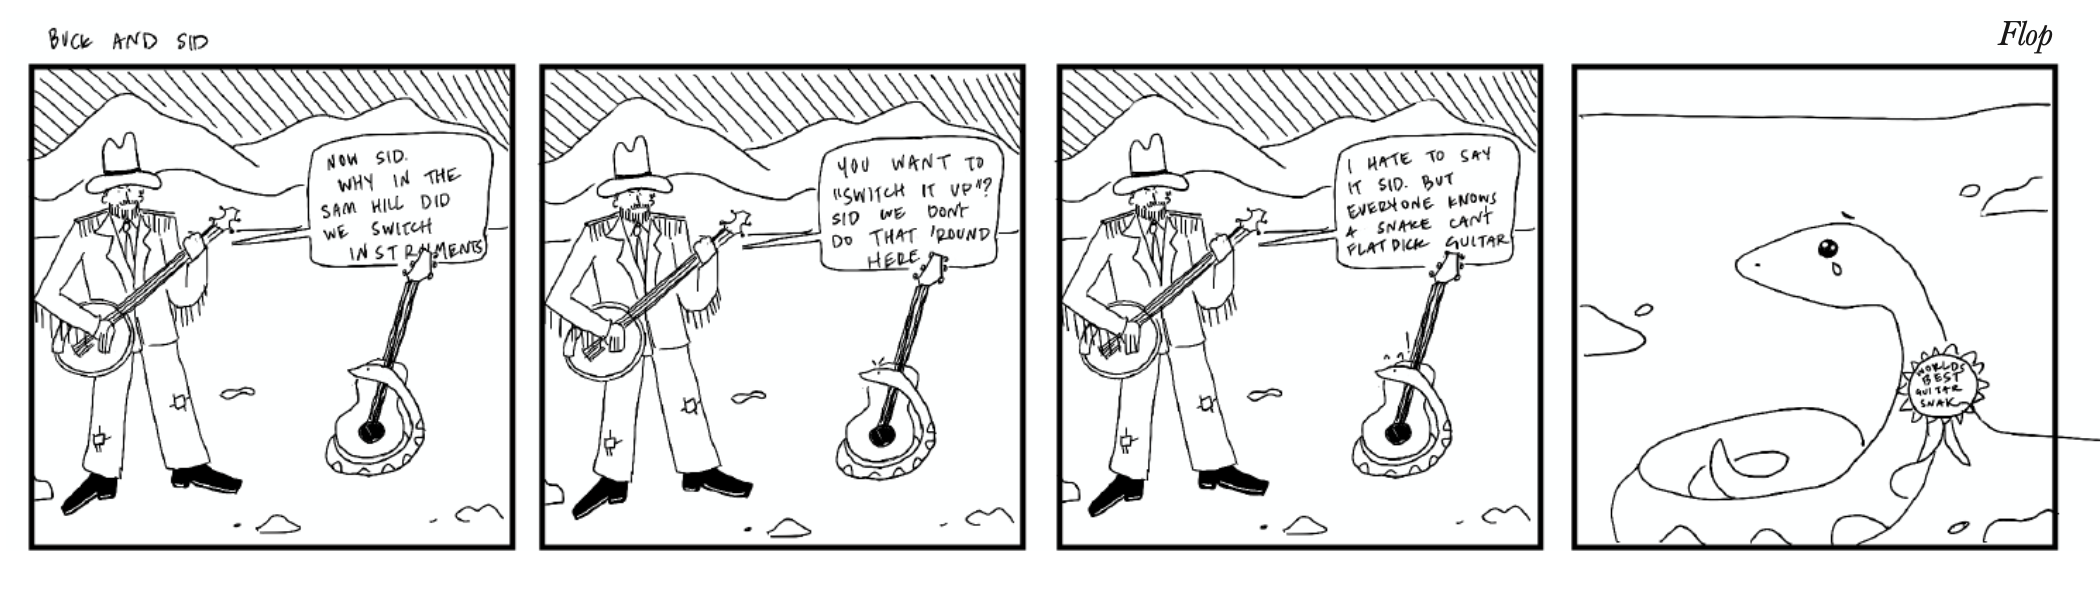 BUCK AND SID
Flop
NOW SID.
WHY IN THE
SAM HILL DID
WE SWITCH
INSTRUMENTS
YOU WANT TO
"SWITCH IT UP"?
SID WE DON'T
DO THAT 'ROUND
HERE
I HATE TO SAY
IT SID. BUT
EVERYONE KNOWS
A SNAKE CAN'T
FLATPICK GUITAR
WORLDS
BEST
GUITAR
SNAK